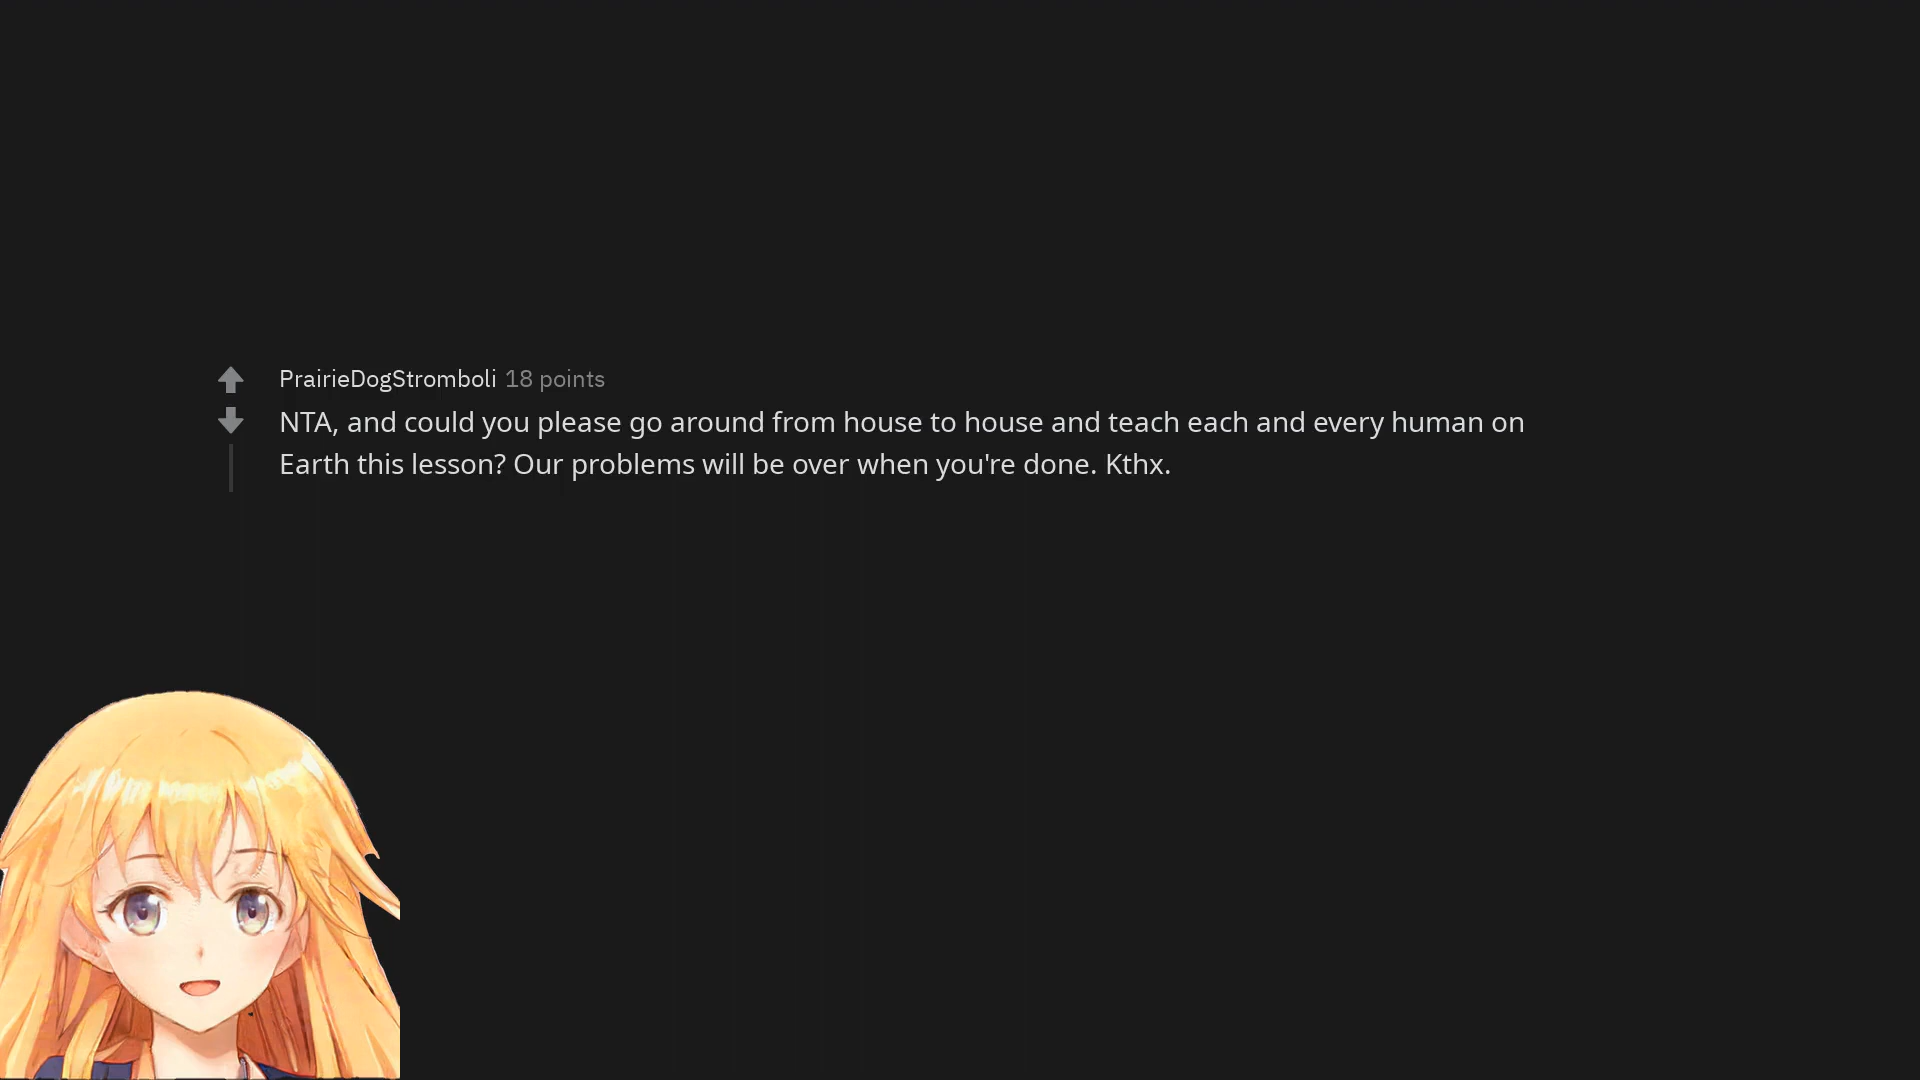 PrairieDogStromboli 18 points
NTA, and could you please go around from house to house and teach each and every human on
Earth this lesson? Our problems will be over when you're done. Kthx.